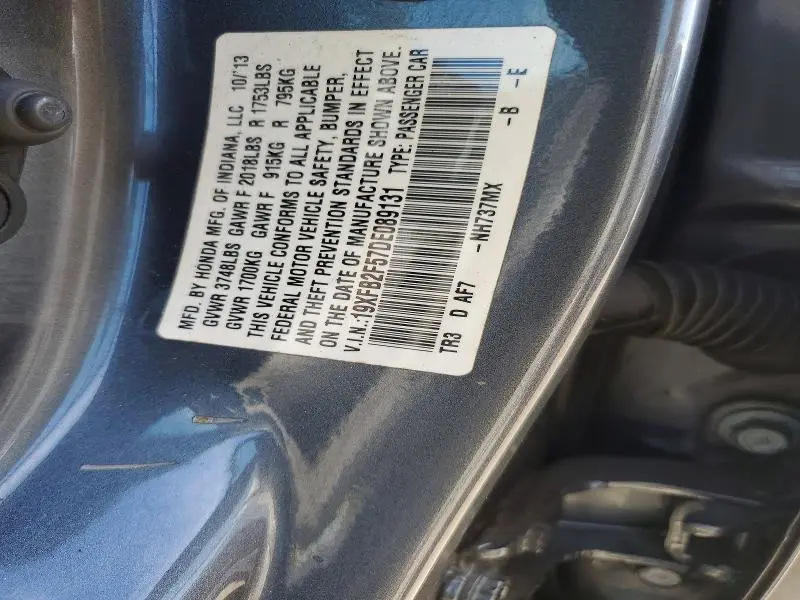 MFD. BY HONDA MFG. OF INDIANA, LLC 10/'13
GVWR 3748LBS GAWR F 2018LBS R 1753LBS
GVWR 1700KG GAWR F 915KG R 795KG
THIS VEHICLE CONFORMS TO ALL APPLICABLE
FEDERAL MOTOR VEHICLE SAFETY, BUMPER,
AND THEFT PREVENTION STANDARDS IN EFFECT
ON THE DATE OF MANUFACTURE SHOWN ABOVE.
V.I.N.:19XFB2F57DE089131 TYPE: PASSENGER CAR
TR3 D AF7 -NH737MX -B -E